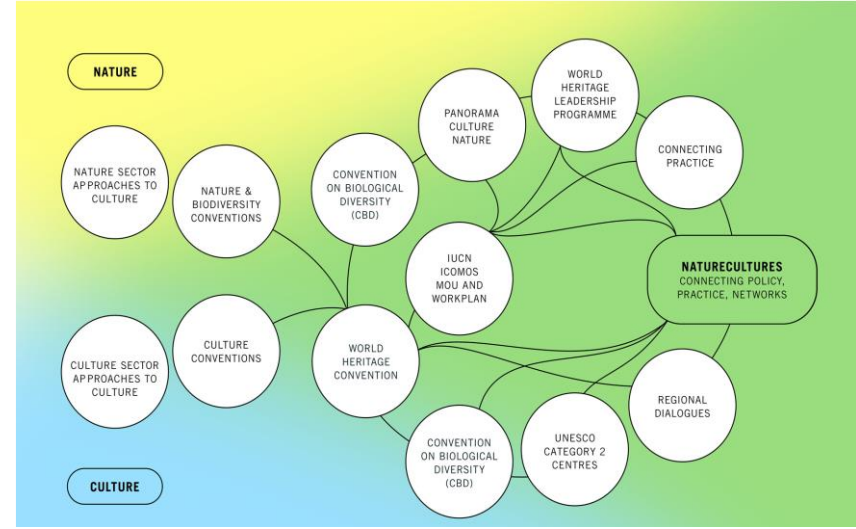 NATURE
NATURE SECTOR
APPROACHES TO
CULTURE
NATURE &
BIODIVERSITY
CONVENTIONS
CONVENTION
ON BIOLOGICAL
DIVERSITY
(CBD)
PANORAMA
CULTURE
NATURE
WORLD
HERITAGE
LEADERSHIP
PROGRAMME
CONNECTING
PRACTICE
IUCN
ICOMOS
MOU AND
WORKPLAN
NATURECULTURES
CONNECTING POLICY,
PRACTICE, NETWORKS
CULTURE SECTOR
APPROACHES TO
CULTURE
CULTURE
CONVENTIONS
WORLD
HERITAGE
CONVENTION
CONVENTION
ON BIOLOGICAL
DIVERSITY
(CBD)
UNESCO
CATEGORY 2
CENTRES
REGIONAL
DIALOGUES
CULTURE